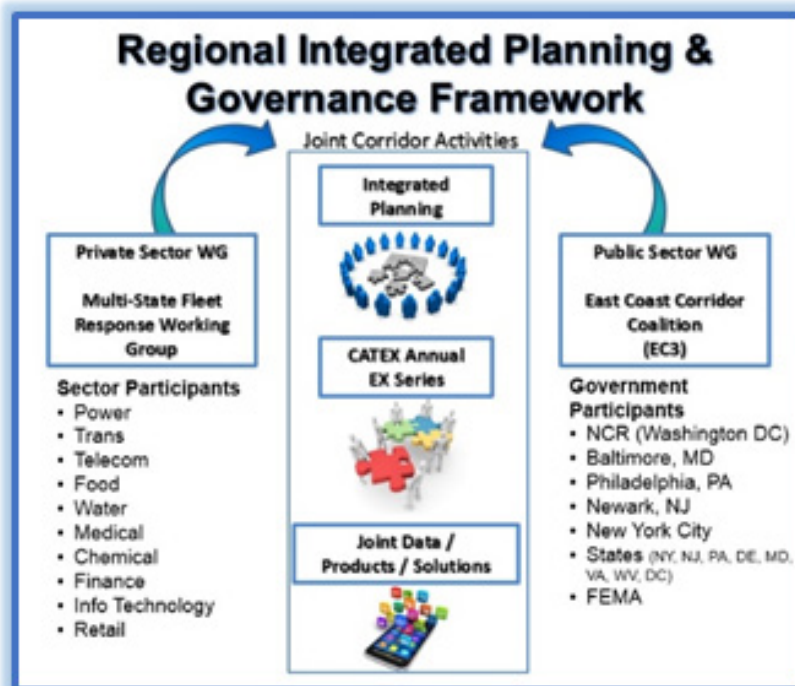 Regional Integrated Planning &
Governance Framework
Joint Corridor Activities
Private Sector WG
Multi-State Fleet
Response Working
Group
Sector Participants
• Power
• Trans
• Telecom
• Food
• Water
• Medical
• Chemical
• Finance
• Info Technology
• Retail
Integrated
Planning
CATEX Annual
EX Series
Joint Data /
Products / Solutions
Public Sector WG
East Coast Corridor
Coalition
(EC3)
Government
Participants
• NCR (Washington DC)
• Baltimore, MD
• Philadelphia, PA
• Newark, NJ
• New York City
• States (NY, NJ, PA, DE, MD,
VA, WV, DC)
• FEMA